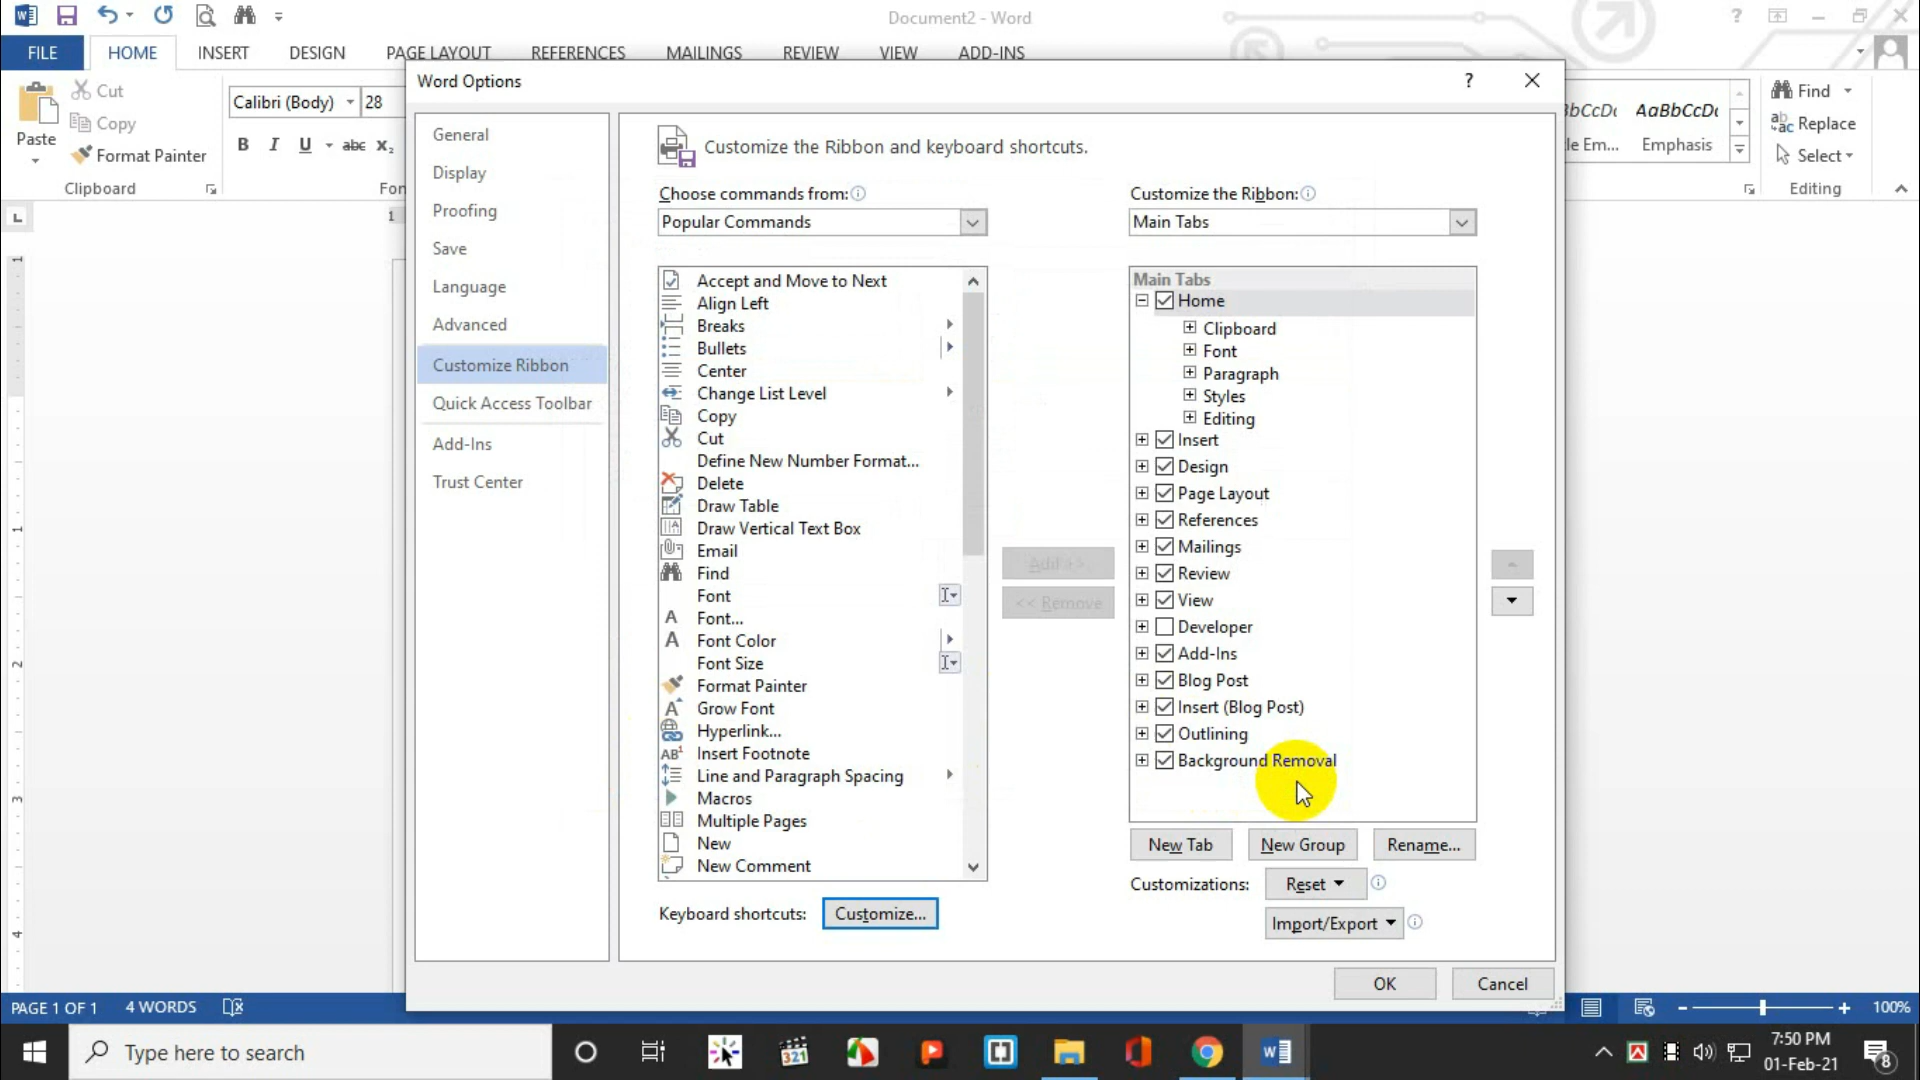 Document2 - Word
?
FILE
HOME
INSERT
DESIGN
PAGE LAYOUT
REFERENCES
MAILINGS
REVIEW
VIEW
ADD-INS
Paste
Cut
Copy
Format Painter
Clipboard
Calibri (Body)
28
B I U abc x₂
Fon
bCcDc
AaBbCcDc
le Em...
Emphasis
Find
Replace
Select
Editing
Word Options
?
General
Display
Proofing
Save
Language
Advanced
Customize Ribbon
Quick Access Toolbar
Add-Ins
Trust Center
Customize the Ribbon and keyboard shortcuts.
Choose commands from:
Popular Commands
Accept and Move to Next
Align Left
Breaks
Bullets
Center
Change List Level
Copy
Cut
Define New Number Format...
Delete
Draw Table
Draw Vertical Text Box
Email
Find
Font
Font...
Font Color
Font Size
Format Painter
Grow Font
Hyperlink...
Insert Footnote
Line and Paragraph Spacing
Macros
Multiple Pages
New
New Comment
Keyboard shortcuts:
Customize...
Add >>
<< Remove
Customize the Ribbon:
Main Tabs
Main Tabs
Home
Clipboard
Font
Paragraph
Styles
Editing
Insert
Design
Page Layout
References
Mailings
Review
View
Developer
Add-Ins
Blog Post
Insert (Blog Post)
Outlining
Background Removal
New Tab
New Group
Rename...
Customizations:
Reset
Import/Export
OK
Cancel
PAGE 1 OF 1
4 WORDS
100%
Type here to search
321
7:50 PM
01-Feb-21
8